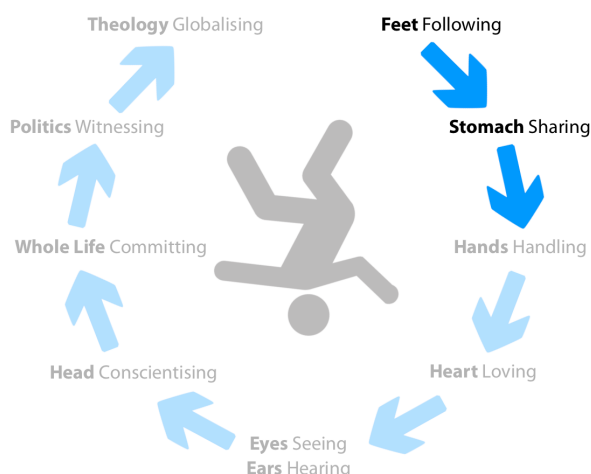 Theology Globalising
Feet Following
Politics Witnessing
Stomach Sharing
Whole Life Committing
Hands Handling
Head Conscientising
Heart Loving
Eyes Seeing
Ears Hearing